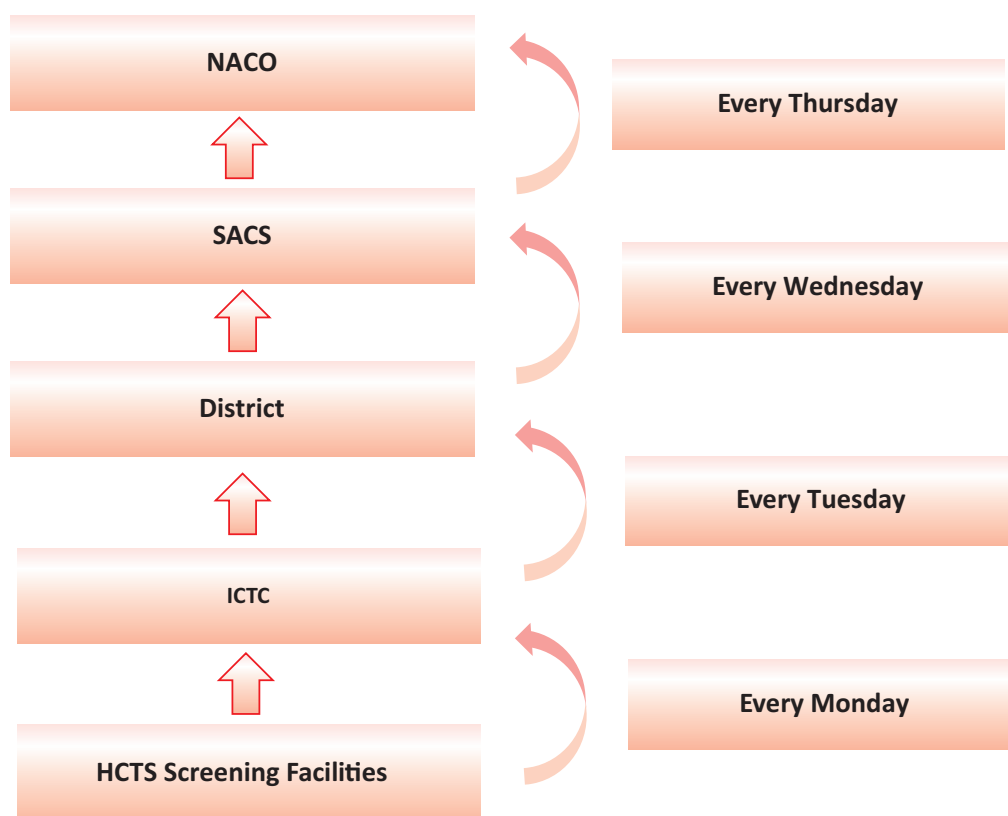 NACO
Every Thursday
SACS
Every Wednesday
District
Every Tuesday
ICTC
Every Monday
HCTS Screening Facilities